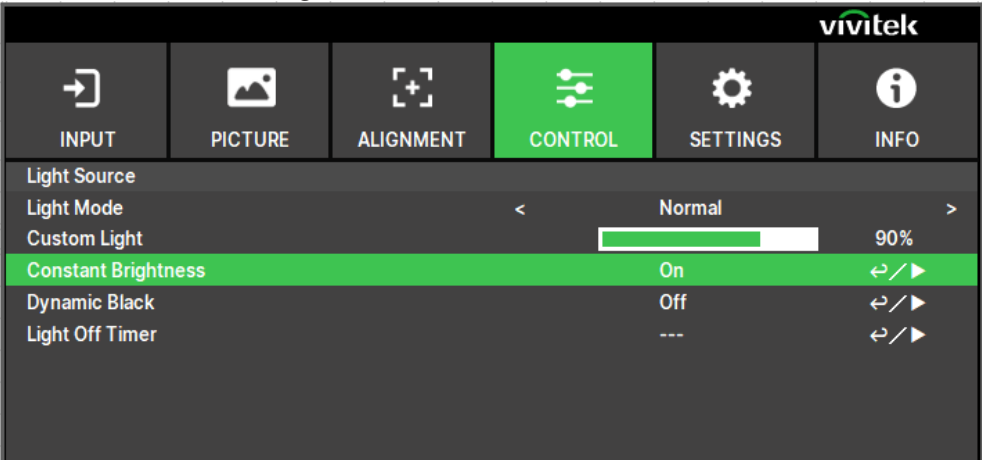 vivitek
INPUT PICTURE ALIGNMENT CONTROL SETTINGS INFO
Light Source
Light Mode < Normal >
Custom Light 90%
Constant Brightness On ↩/▶
Dynamic Black Off ↩/▶
Light Off Timer --- ↩/▶